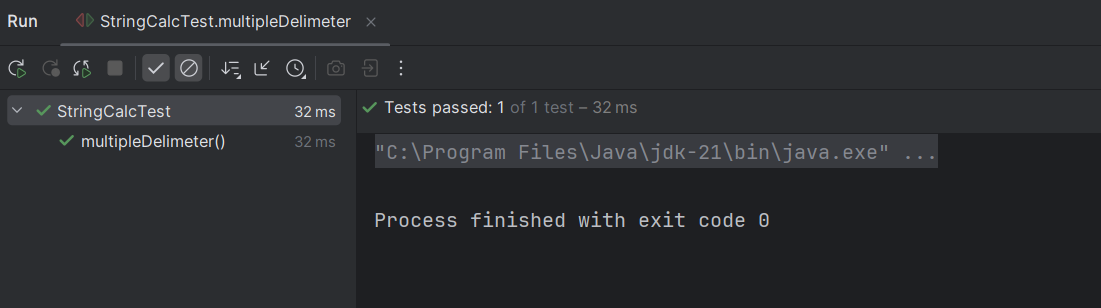 Run StringCalcTest.multipleDelimeter
StringCalcTest 32 ms
multipleDelimeter() 32 ms
Tests passed: 1 of 1 test – 32 ms
"C:\Program Files\Java\jdk-21\bin\java.exe" ...
Process finished with exit code 0